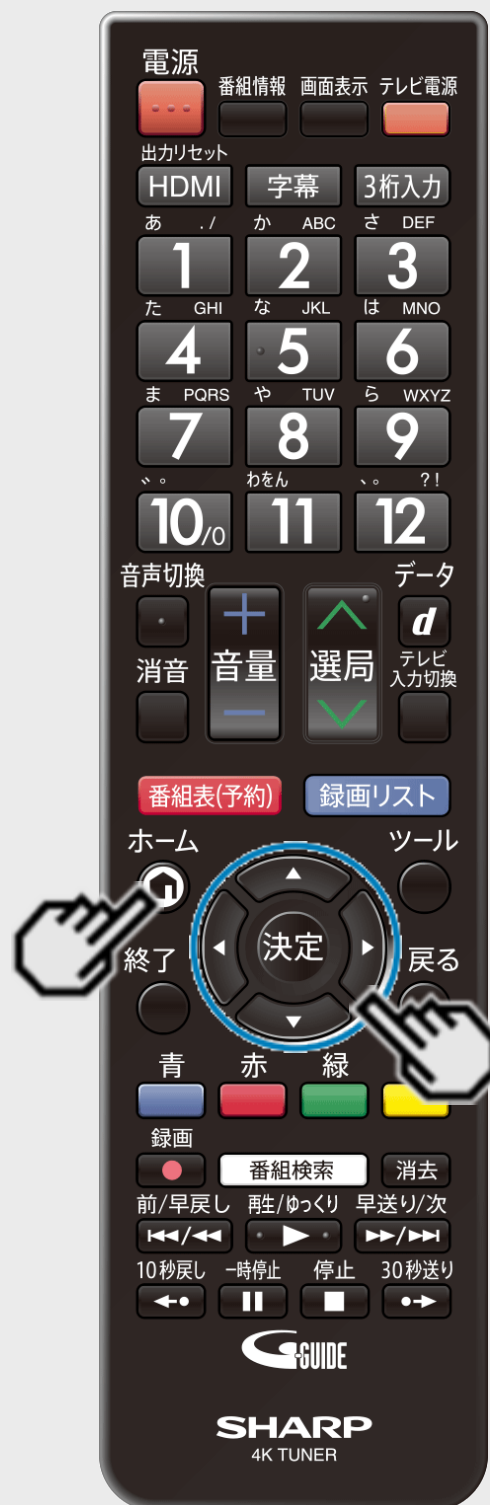 電源
番組情報 画面表示 テレビ電源
出力リセット
HDMI 字幕 3桁入力
あ ./ か ABC さ DEF
1 2 3
た GHI な JKL は MNO
4 5 6
ま PQRS や TUV ら WXYZ
7 8 9
゛゜ わをん 、。 ?!
10/0 11 12
音声切換 データ
+ ∧ d
消音 音量 選局 テレビ
入力切換
− ∨
番組表(予約) 録画リスト
ホーム ツール
決定
終了 戻る
青 赤 緑
録画
番組検索 消去
前/早戻し 再生/ゆっくり 早送り/次
10秒戻し 一時停止 停止 30秒送り
G-GUIDE
SHARP
4K TUNER